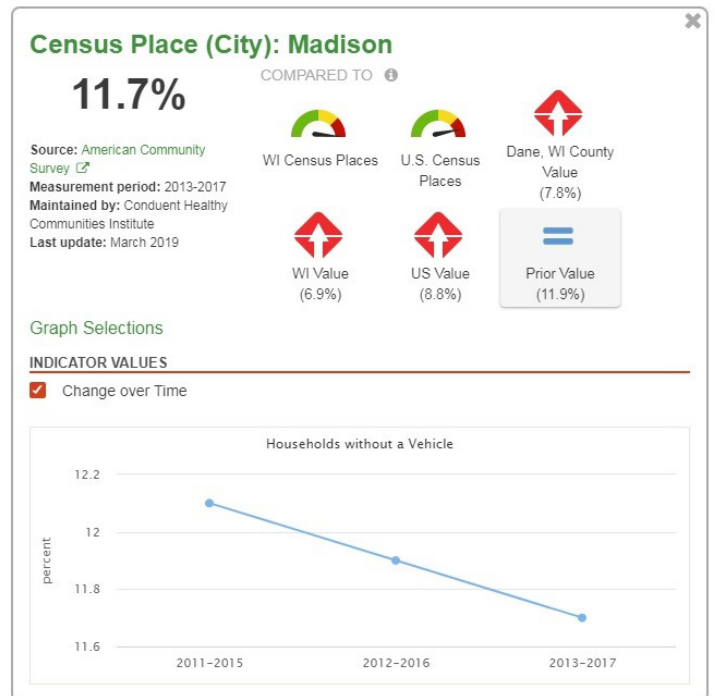 Census Place (City): Madison
11.7%
Source: American Community
Survey
Measurement period: 2013-2017
Maintained by: Conduent Healthy
Communities Institute
Last update: March 2019
COMPARED TO
WI Census Places
U.S. Census
Places
Dane, WI County
Value
(7.8%)
WI Value
(6.9%)
US Value
(8.8%)
Prior Value
(11.9%)
Graph Selections
INDICATOR VALUES
Change over Time
Households without a Vehicle
percent
12.2
12
11.8
11.6
2011-2015
2012-2016
2013-2017